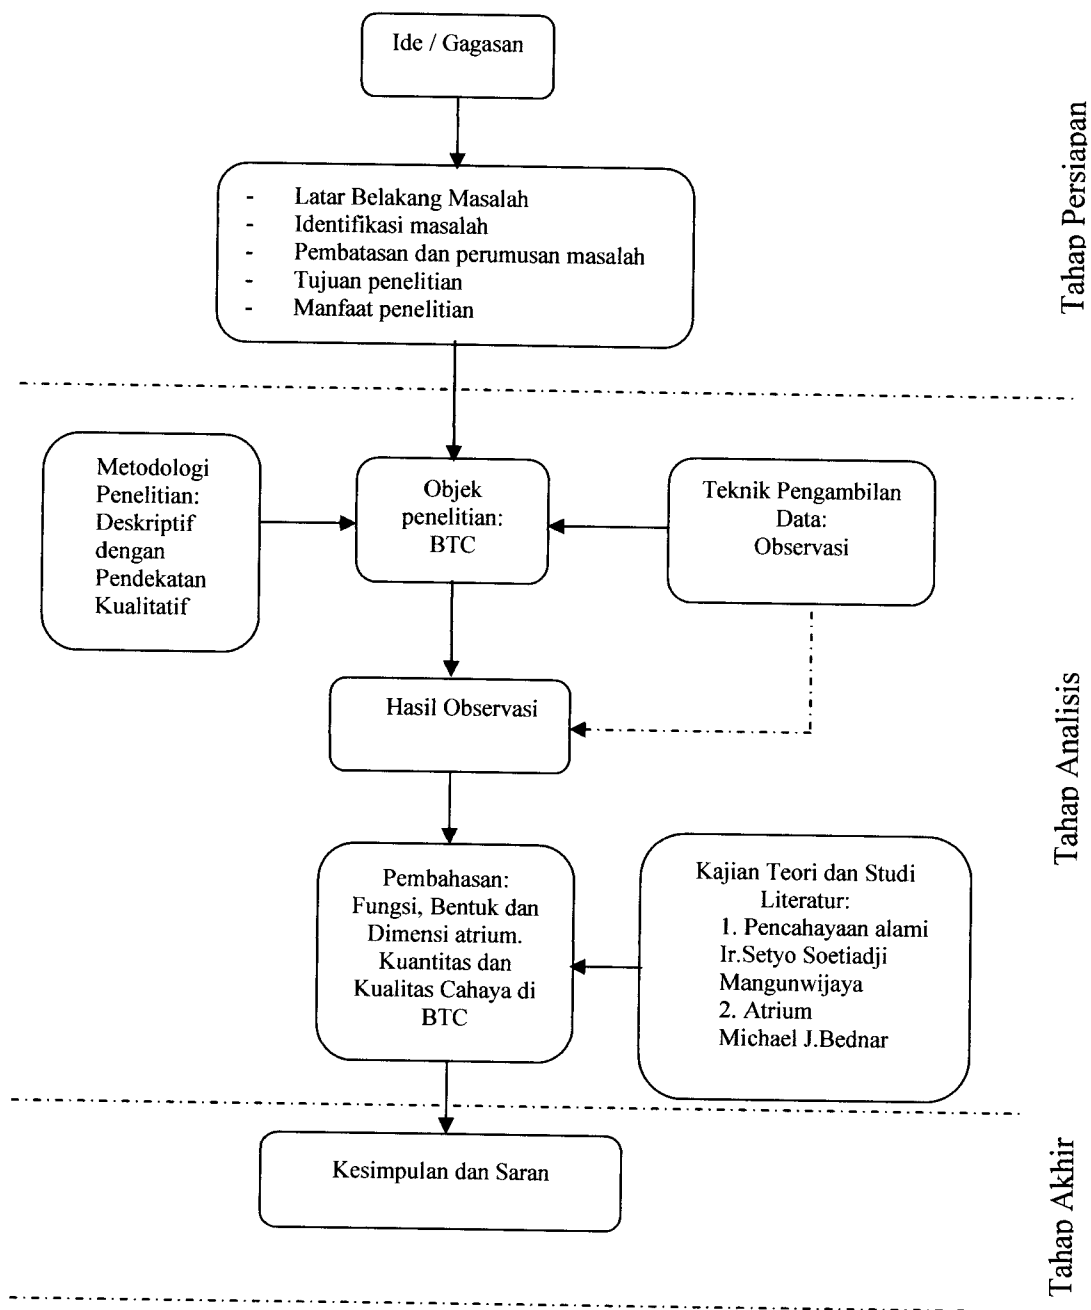 Ide / Gagasan
- Latar Belakang Masalah
- Identifikasi masalah
- Pembatasan dan perumusan masalah
- Tujuan penelitian
- Manfaat penelitian
Tahap Persiapan
Metodologi
Penelitian:
Deskriptif
dengan
Pendekatan
Kualitatif
Objek
penelitian:
BTC
Teknik Pengambilan
Data:
Observasi
Hasil Observasi
Tahap Analisis
Pembahasan:
Fungsi, Bentuk dan
Dimensi atrium.
Kuantitas dan
Kualitas Cahaya di
BTC
Kajian Teori dan Studi
Literatur:
1. Pencahayaan alami
Ir.Setyo Soetiadji
Mangunwijaya
2. Atrium
Michael J.Bednar
Kesimpulan dan Saran
Tahap Akhir